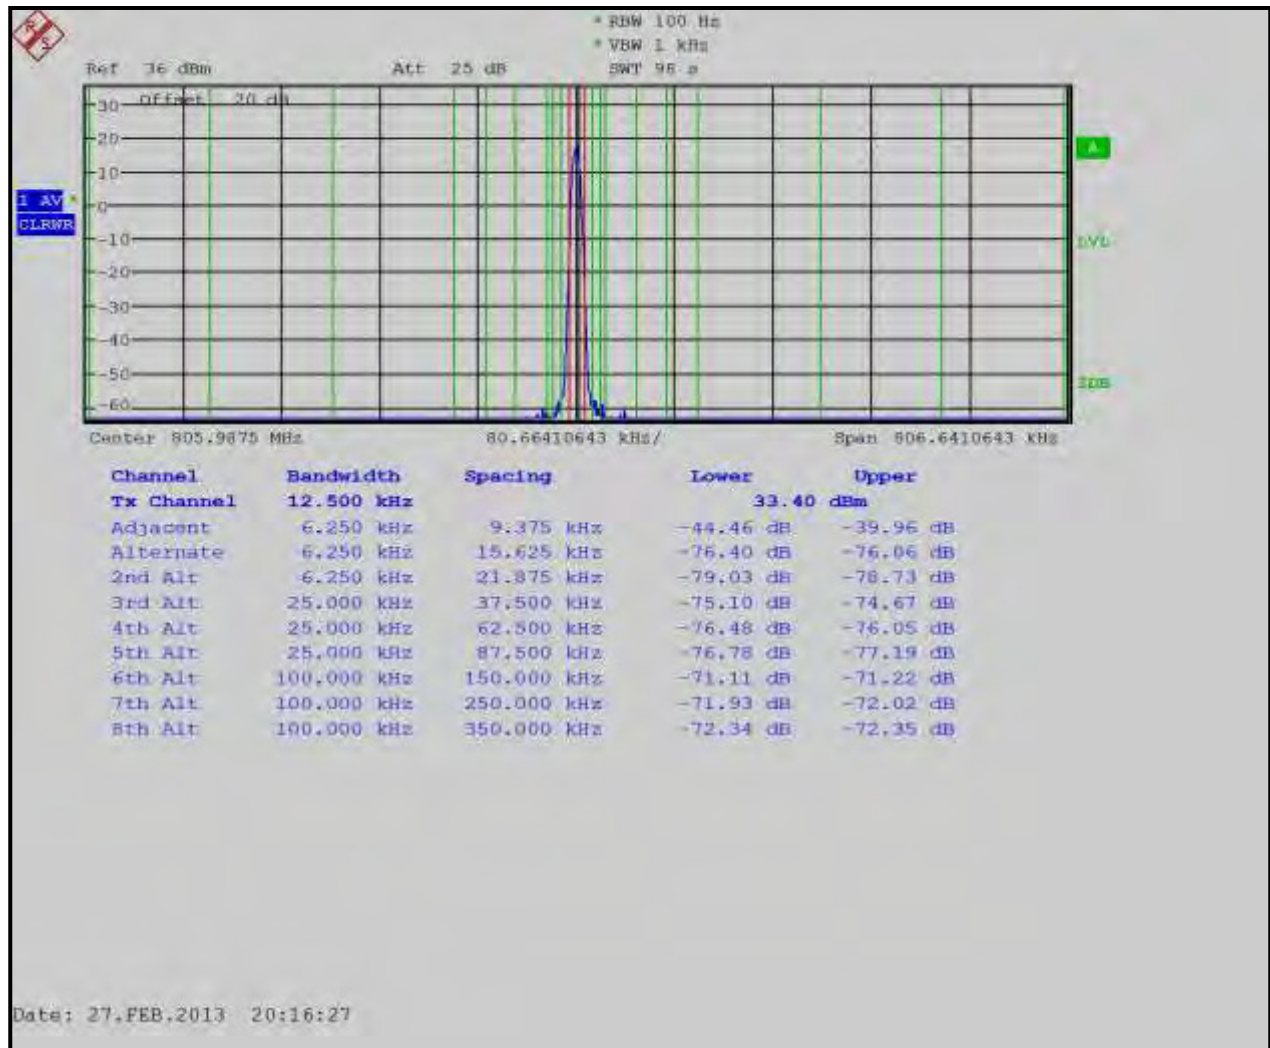 R S
* RBW 100 Hz
* VBW 1 kHz
Ref 36 dBm Att 25 dB SWT 98 s
30 Offset 20 dB
20
A
10
1 AV *
0
CLRWR
-10
LVL
-20
-30
-40
-50
3DB
-60
Center 805.9875 MHz 80.66410643 kHz/ Span 806.6410643 kHz
Channel Bandwidth Spacing Lower Upper
Tx Channel 12.500 kHz 33.40 dBm
Adjacent 6.250 kHz 9.375 kHz -44.46 dB -39.96 dB
Alternate 6.250 kHz 15.625 kHz -76.40 dB -76.06 dB
2nd Alt 6.250 kHz 21.875 kHz -79.03 dB -78.73 dB
3rd Alt 25.000 kHz 37.500 kHz -75.10 dB -74.67 dB
4th Alt 25.000 kHz 62.500 kHz -76.48 dB -76.05 dB
5th Alt 25.000 kHz 87.500 kHz -76.78 dB -77.19 dB
6th Alt 100.000 kHz 150.000 kHz -71.11 dB -71.22 dB
7th Alt 100.000 kHz 250.000 kHz -71.93 dB -72.02 dB
8th Alt 100.000 kHz 350.000 kHz -72.34 dB -72.35 dB
Date: 27.FEB.2013 20:16:27